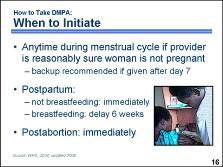 How to Take DMPA:
When to Initiate
• Anytime during menstrual cycle if provider
is reasonably sure woman is not pregnant
– backup recommended if given after day 7
• Postpartum:
– not breastfeeding: immediately
– breastfeeding: delay 6 weeks
• Postabortion: immediately
Source: WHO, 2004; updated 2008.
16